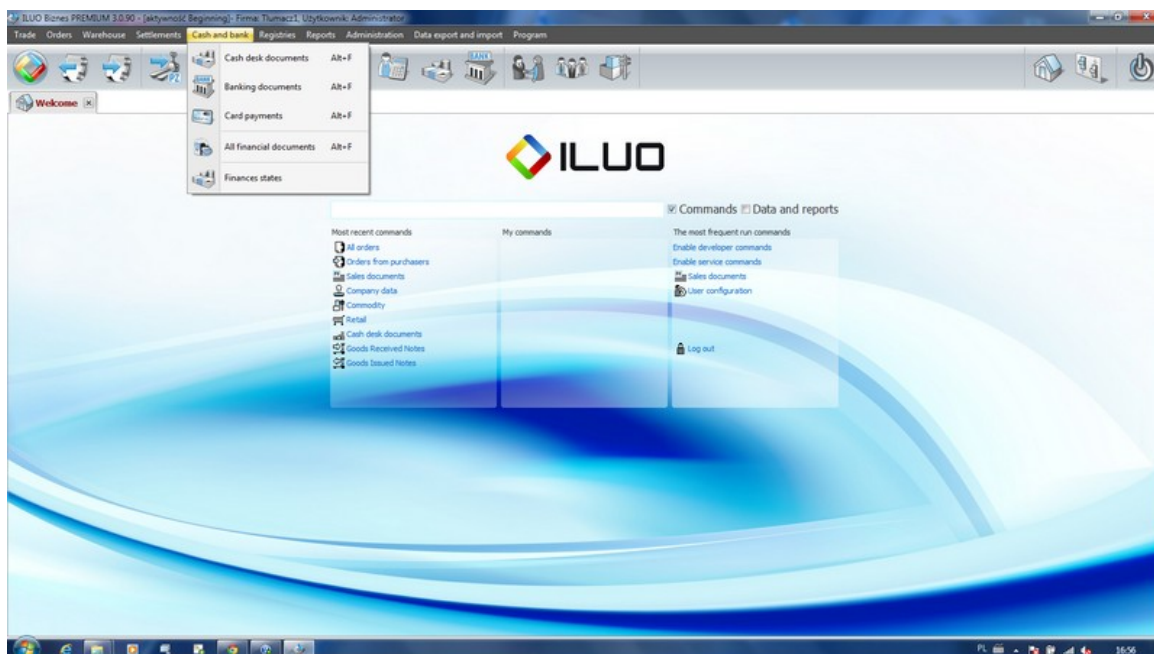 ILUO Biznes PREMIUM 3.0.90 - [aktywność Beginning]- Firma: Tlumacz1, Użytkownik: Administrator
Trade Orders Warehouse Settlements Cash and bank Registries Reports Administration Data export and import Program
Cash desk documents Alt+F
Banking documents Alt+F
Card payments Alt+F
All financial documents Alt+F
Finances states
PZ
BANK
BANK
Welcome
ILUO
Commands Data and reports
Most recent commands
All orders
Orders from purchasers
Sales documents
Company data
Commodity
Retail
Cash desk documents
Goods Received Notes
Goods Issued Notes
My commands
The most frequent run commands
Enable developer commands
Enable service commands
Sales documents
User configuration
Log out
PL 16:56